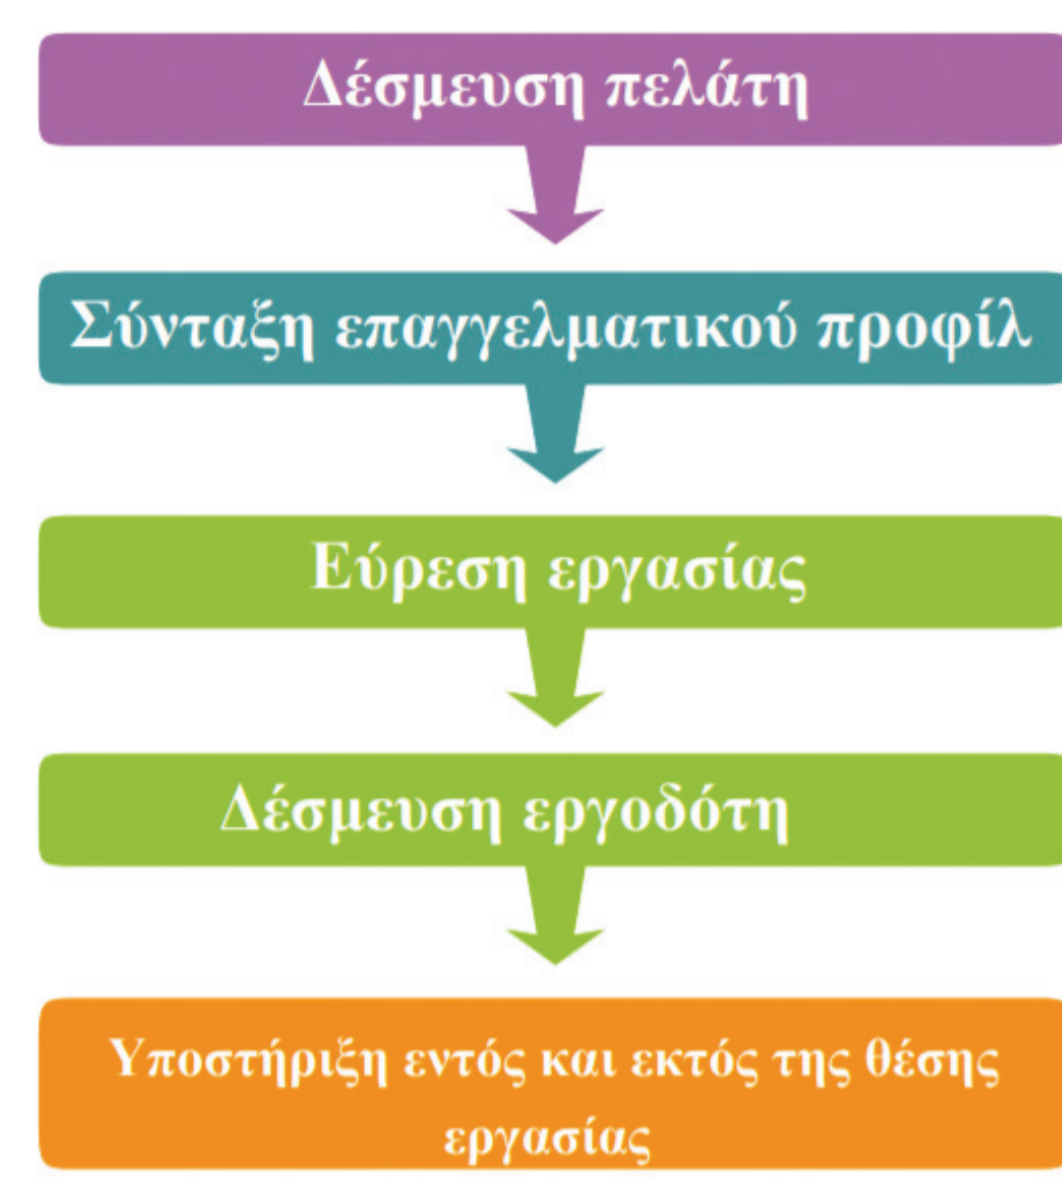 Δέσμευση πελάτη
Σύνταξη επαγγελματικού προφίλ
Εύρεση εργασίας
Δέσμευση εργοδότη
Υποστήριξη εντός και εκτός της θέσης
εργασίας